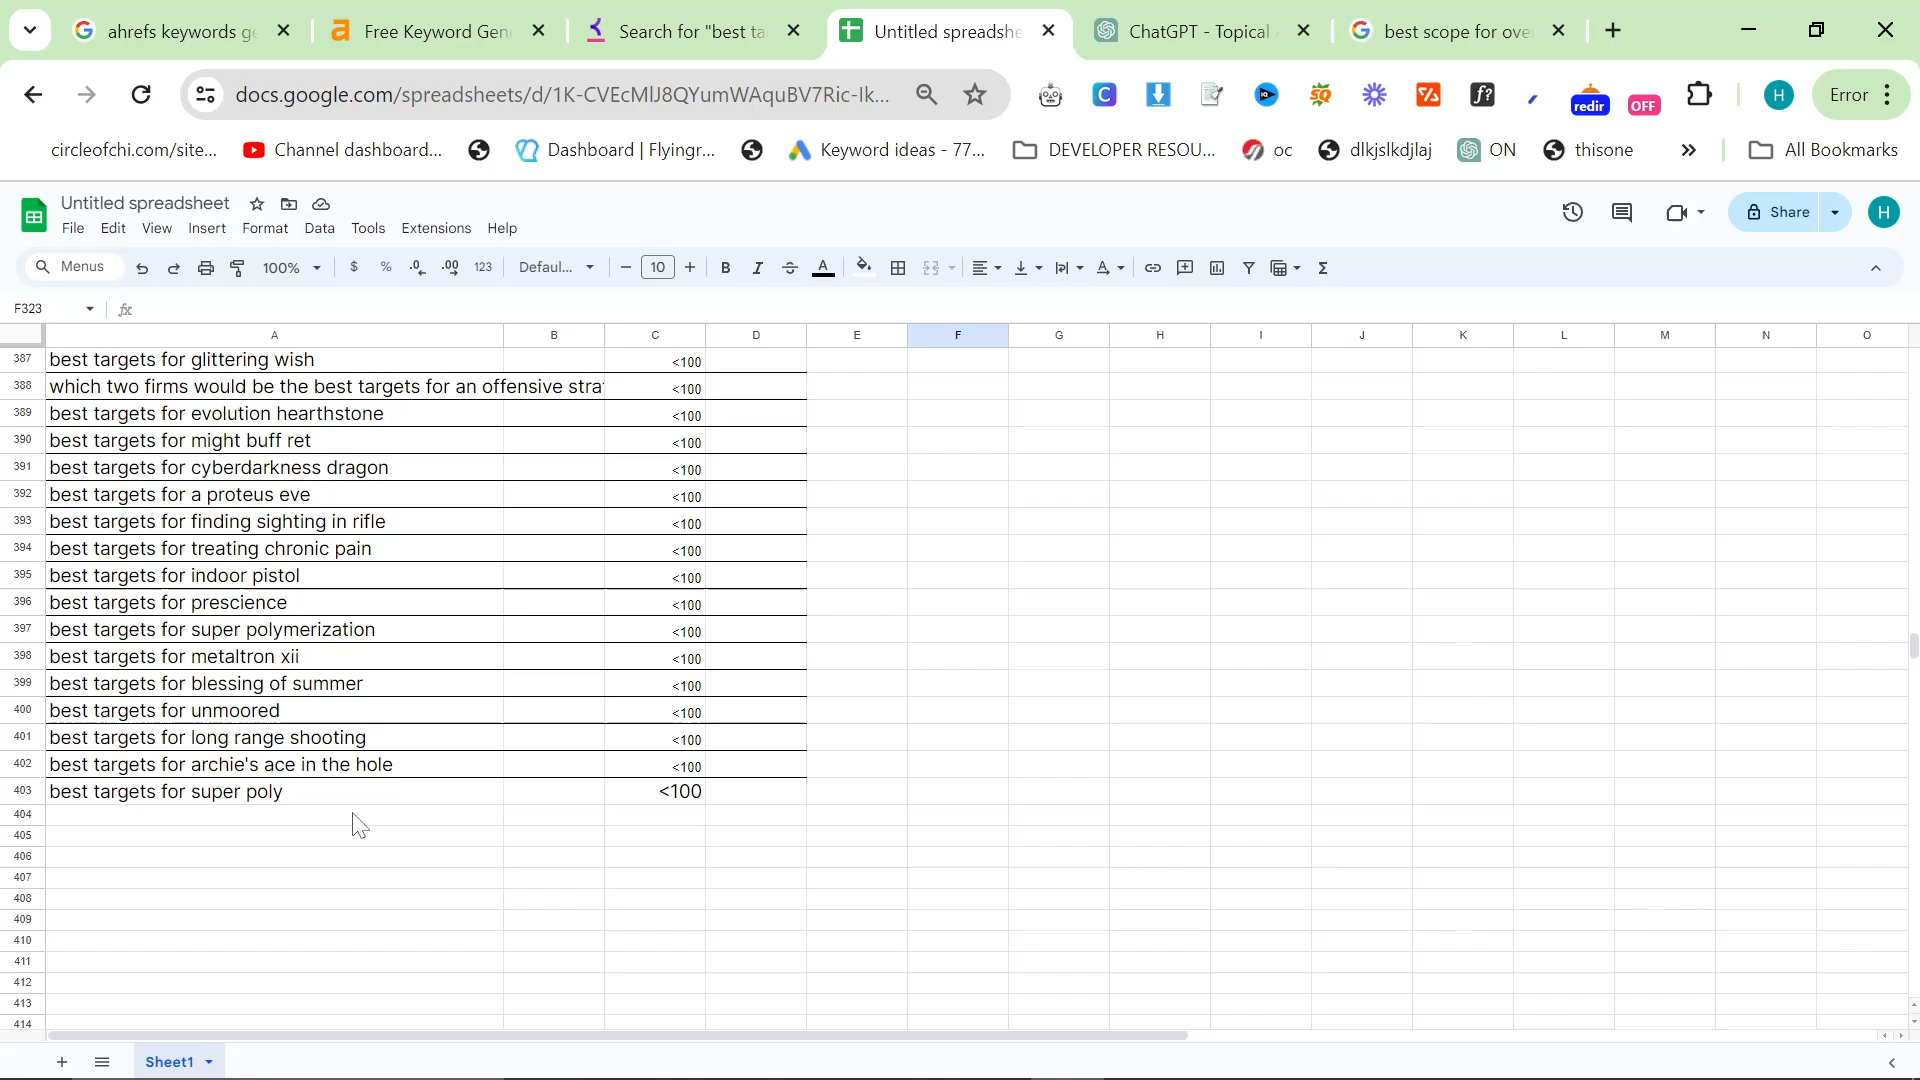 ahrefs keywords ge
Free Keyword Gen
Search for "best ta
Untitled spreadshe
ChatGPT - Topical
best scope for ove
docs.google.com/spreadsheets/d/1K-CVEcMlJ8QYumWAquBV7Ric-Ik...
redir
OFF
H
Error
circleofchi.com/site...
Channel dashboard...
Dashboard | Flyingr...
Keyword ideas - 77...
DEVELOPER RESOU...
oc
dlkjslkdjlaj
ON
thisone
All Bookmarks
Untitled spreadsheet
File Edit View Insert Format Data Tools Extensions Help
Share
H
Menus
100%
$ % .0 .00 123
Defaul...
10
B I S A
Σ
F323
fx
A B C D E F G H I J K L M N O
387 best targets for glittering wish <100
388 which two firms would be the best targets for an offensive stra <100
389 best targets for evolution hearthstone <100
390 best targets for might buff ret <100
391 best targets for cyberdarkness dragon <100
392 best targets for a proteus eve <100
393 best targets for finding sighting in rifle <100
394 best targets for treating chronic pain <100
395 best targets for indoor pistol <100
396 best targets for prescience <100
397 best targets for super polymerization <100
398 best targets for metaltron xii <100
399 best targets for blessing of summer <100
400 best targets for unmoored <100
401 best targets for long range shooting <100
402 best targets for archie's ace in the hole <100
403 best targets for super poly <100
404
405
406
407
408
409
410
411
412
413
414
Sheet1